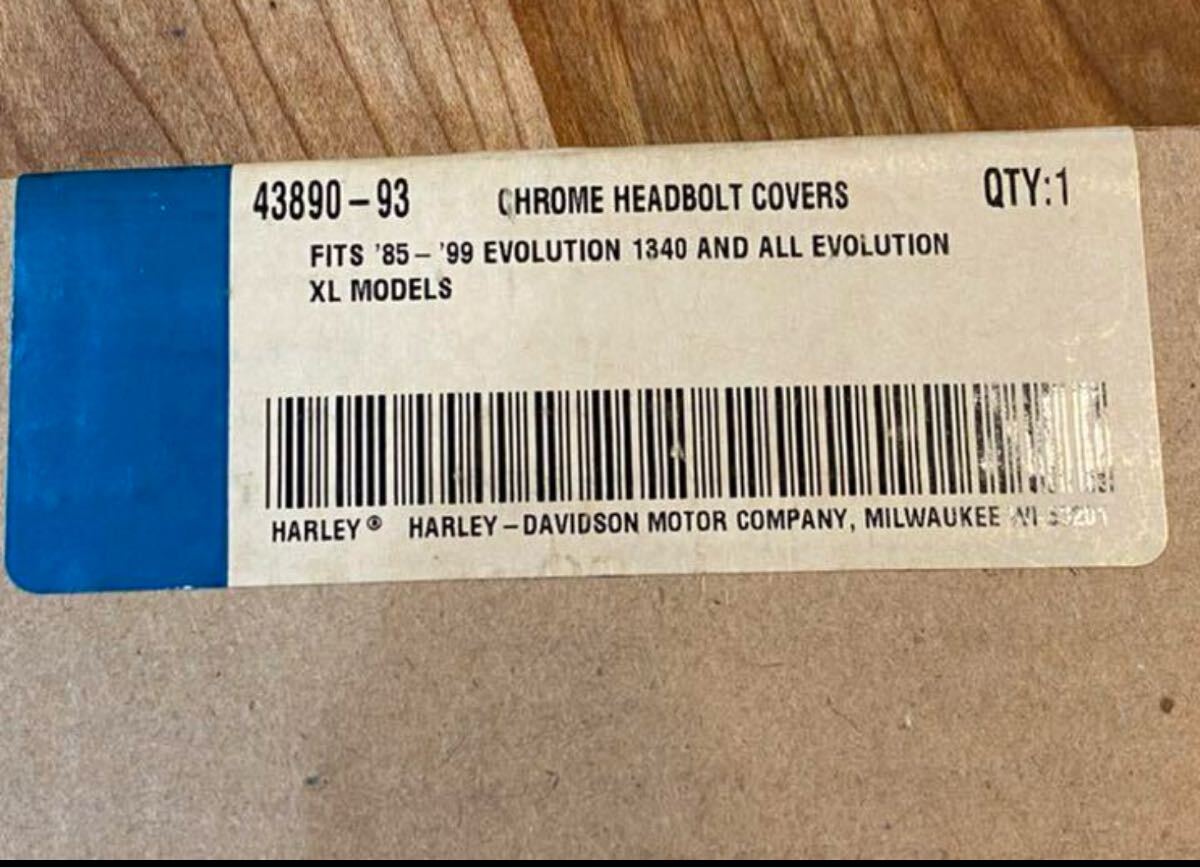 43890-93 CHROME HEADBOLT COVERS QTY:1
FITS '85-'99 EVOLUTION 1340 AND ALL EVOLUTION
XL MODELS
HARLEY® HARLEY-DAVIDSON MOTOR COMPANY, MILWAUKEE WI